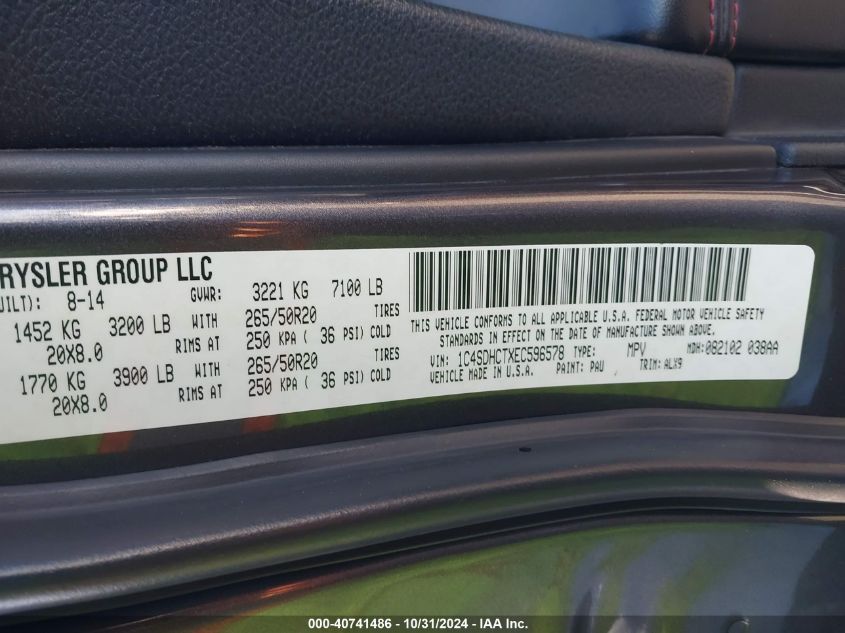 RYSLER GROUP LLC
UILT): 8-14 GVWR: 3221 KG 7100 LB
1452 KG 3200 LB WITH 265/50R20 TIRES
20X8.0 RIMS AT 250 KPA ( 36 PSI) COLD
1770 KG 3900 LB WITH 265/50R20 TIRES
20X8.0 RIMS AT 250 KPA ( 36 PSI) COLD
THIS VEHICLE CONFORMS TO ALL APPLICABLE U.S.A. FEDERAL MOTOR VEHICLE SAFETY
STANDARDS IN EFFECT ON THE DATE OF MANUFACTURE SHOWN ABOVE.
VIN: 1C4SDHCTXEC596578 TYPE: MPV MDH: 082102 038AA
VEHICLE MADE IN U.S.A. PAINT: PAU TRIM: ALX9
000-40741486 - 10/31/2024 - IAA Inc.